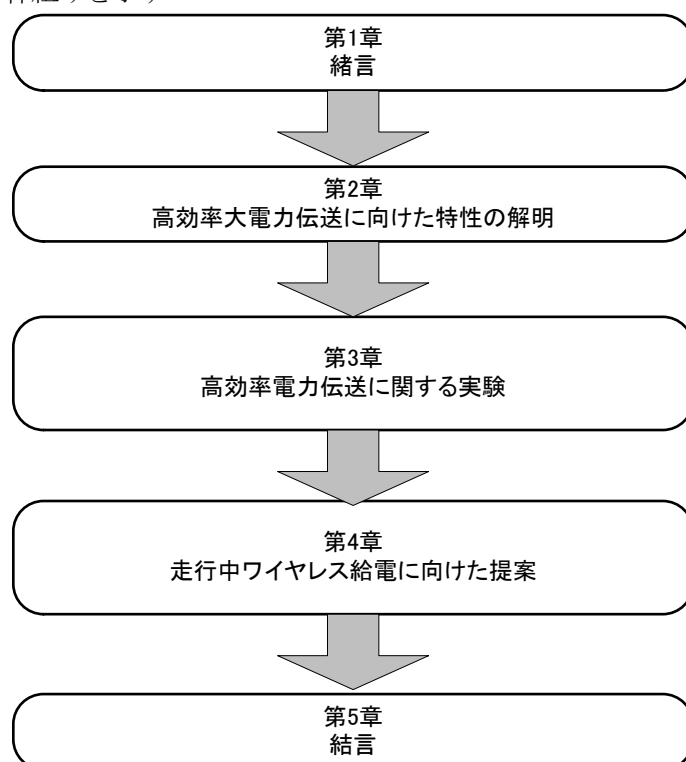 第1章
緒言
第2章
高効率大電力伝送に向けた特性の解明
第3章
高効率電力伝送に関する実験
第4章
走行中ワイヤレス給電に向けた提案
第5章
結言